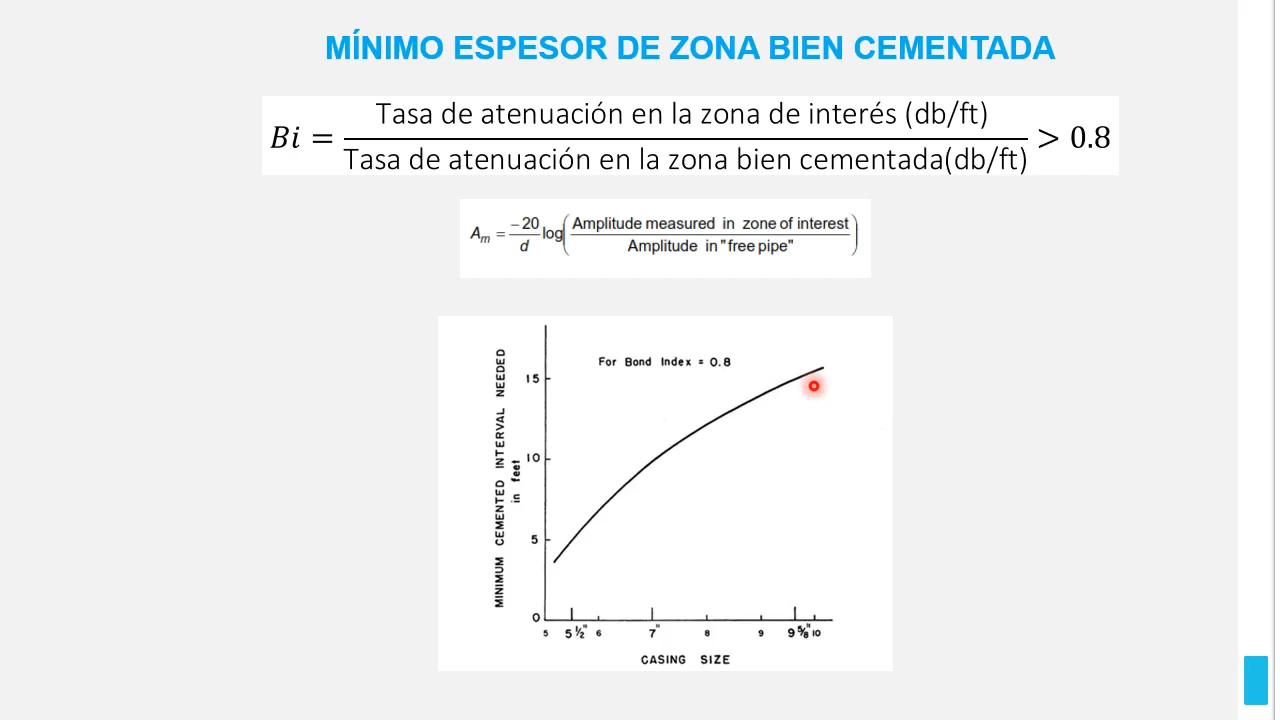 MÍNIMO ESPESOR DE ZONA BIEN CEMENTADA
Bi = Tasa de atenuación en la zona de interés (db/ft) / Tasa de atenuación en la zona bien cementada(db/ft) > 0.8
Am = −20/d log(Amplitude measured in zone of interest / Amplitude in "free pipe")
For Bond Index = 0.8
MINIMUM CEMENTED INTERVAL NEEDED
in feet
15
10
5
0
5 5 ½" 6 7" 8 9 9 ⅝" 10
CASING SIZE